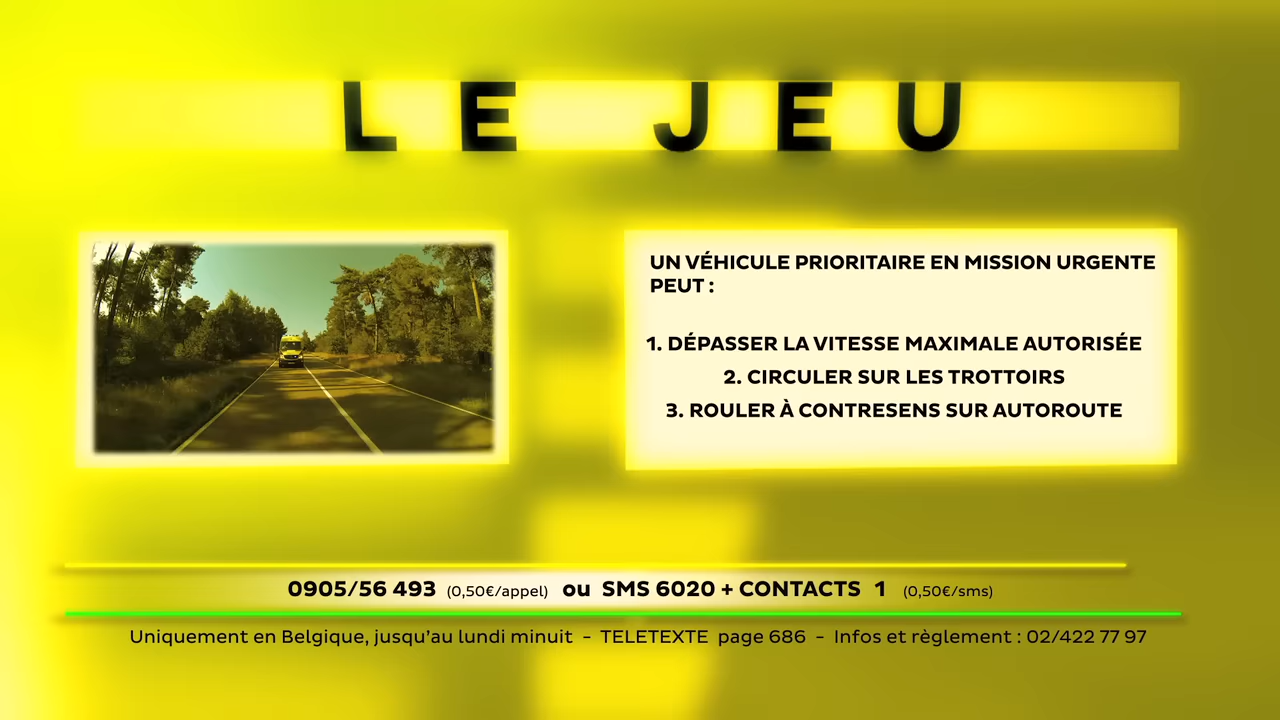 LE JEU
UN VÉHICULE PRIORITAIRE EN MISSION URGENTE
PEUT :
1. DÉPASSER LA VITESSE MAXIMALE AUTORISÉE
2. CIRCULER SUR LES TROTTOIRS
3. ROULER À CONTRESENS SUR AUTOROUTE
0905/56 493 (0,50€/appel) ou SMS 6020 + CONTACTS 1 (0,50€/sms)
Uniquement en Belgique, jusqu'au lundi minuit - TELETEXTE page 686 - Infos et règlement : 02/422 77 97